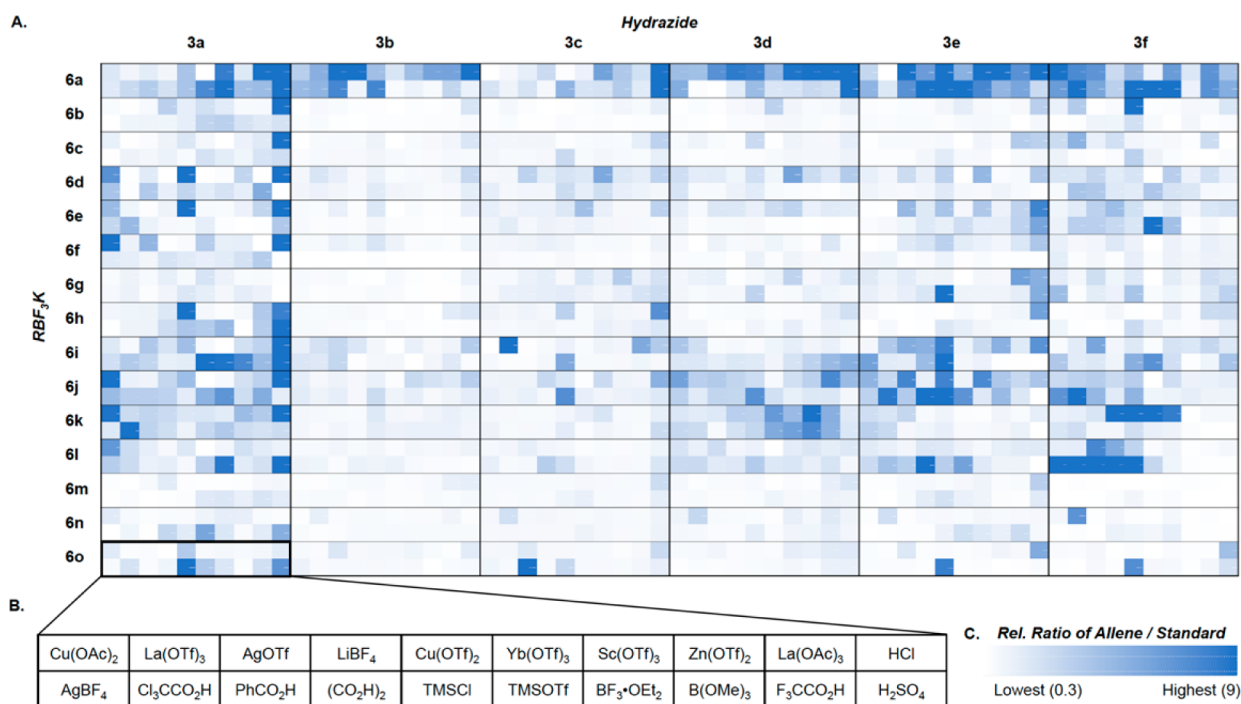 A.
Hydrazide
3a 3b 3c 3d 3e 3f
RBF₃K
6a
6b
6c
6d
6e
6f
6g
6h
6i
6j
6k
6l
6m
6n
6o
B.
Cu(OAc)₂ La(OTf)₃ AgOTf LiBF₄ Cu(OTf)₂ Yb(OTf)₃ Sc(OTf)₃ Zn(OTf)₂ La(OAc)₃ HCl
AgBF₄ Cl₃CCO₂H PhCO₂H (CO₂H)₂ TMSCl TMSOTf BF₃•OEt₂ B(OMe)₃ F₃CCO₂H H₂SO₄
C. Rel. Ratio of Allene / Standard
Lowest (0.3) Highest (9)